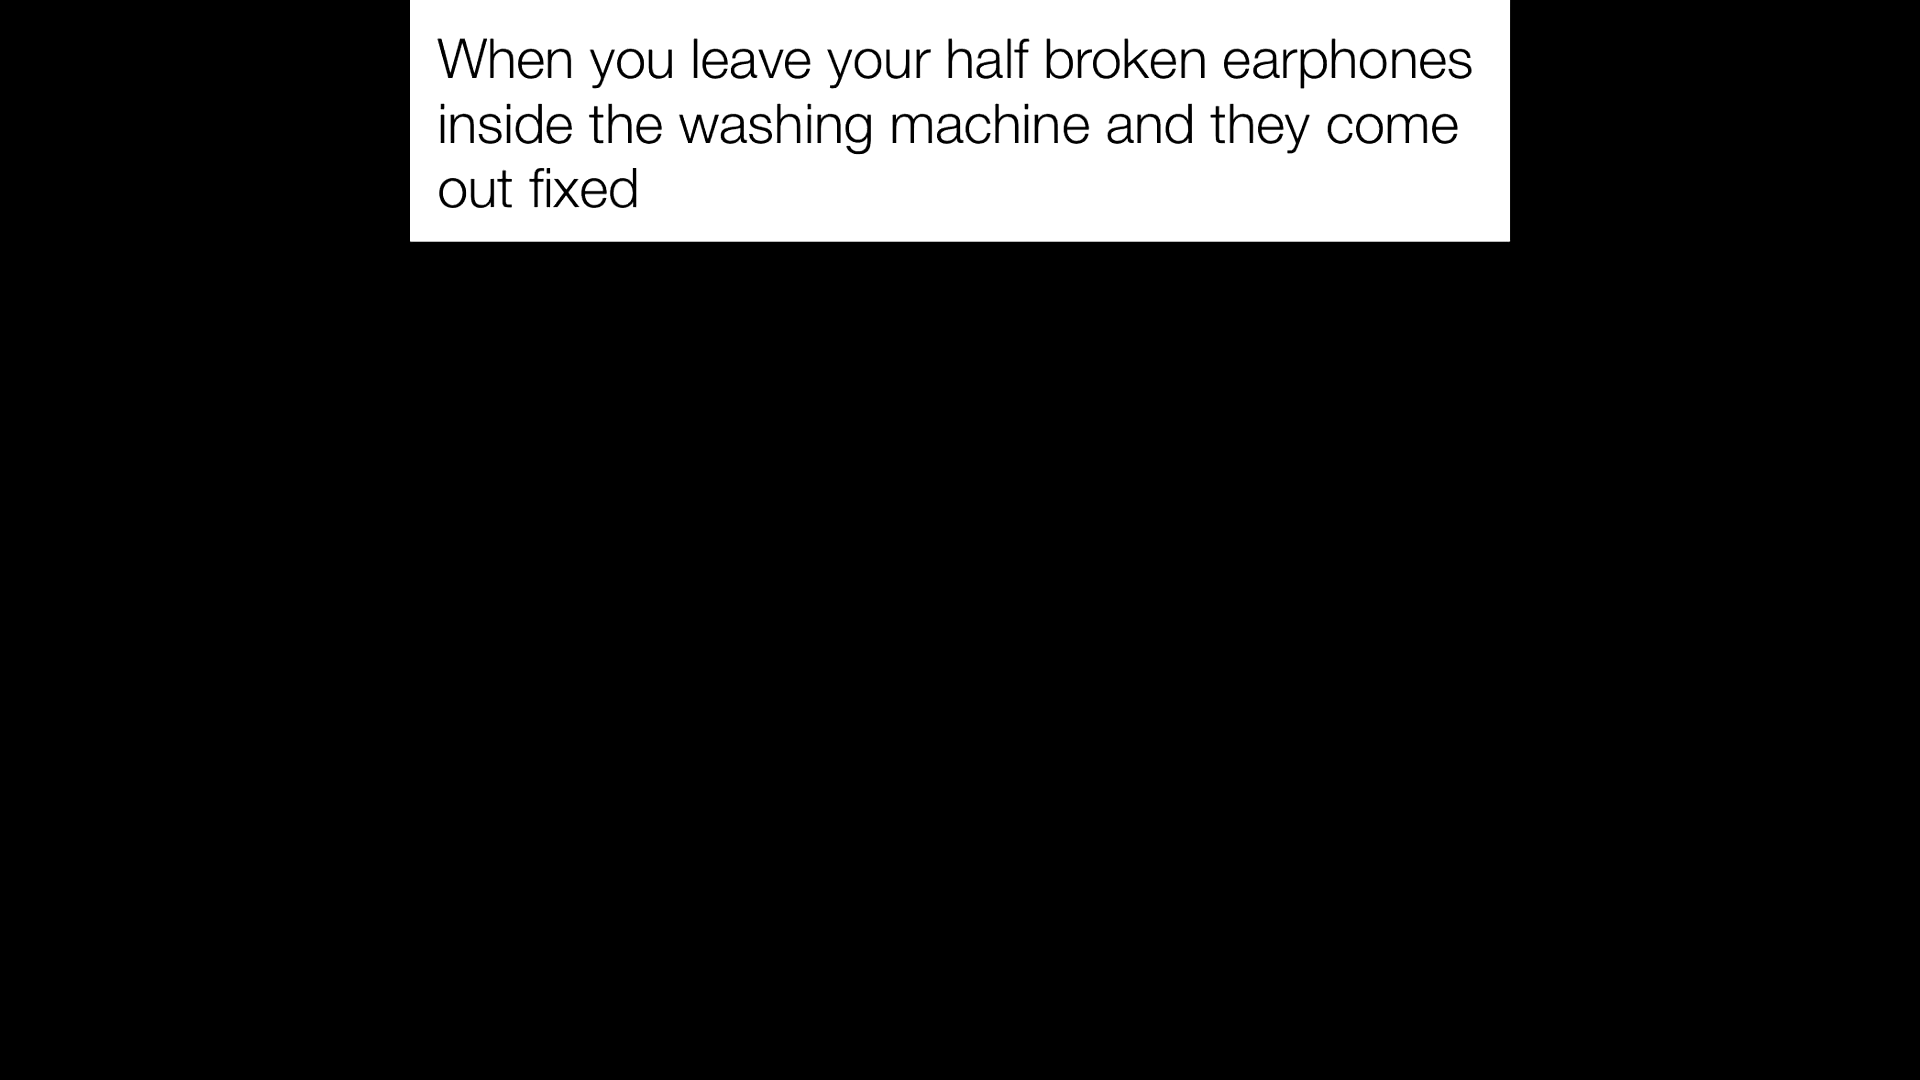 When you leave your half broken earphones
inside the washing machine and they come
out fixed